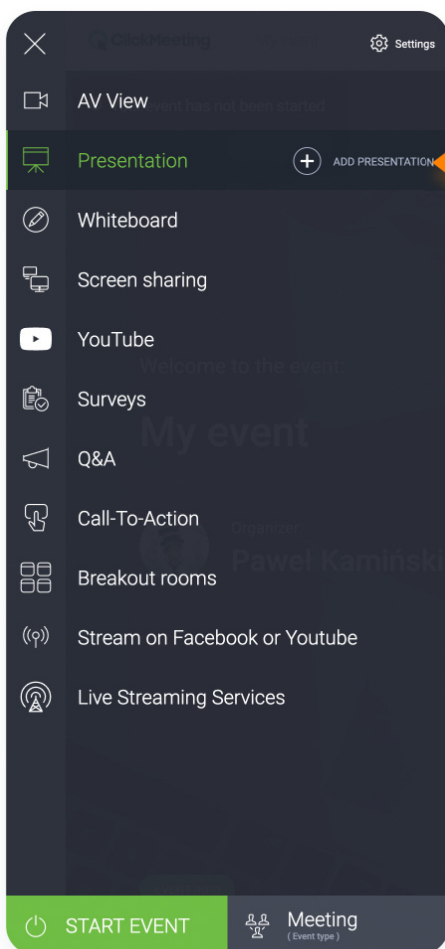 ClickMeeting
Settings
AV View
event has not been started
Presentation
ADD PRESENTATION
Whiteboard
Screen sharing
YouTube
Welcome to the event:
Surveys
My event
Q&A
Call-To-Action
Organizer:
Paweł Kamiński
Breakout rooms
Stream on Facebook or Youtube
Live Streaming Services
START EVENT
Meeting
( Event type )